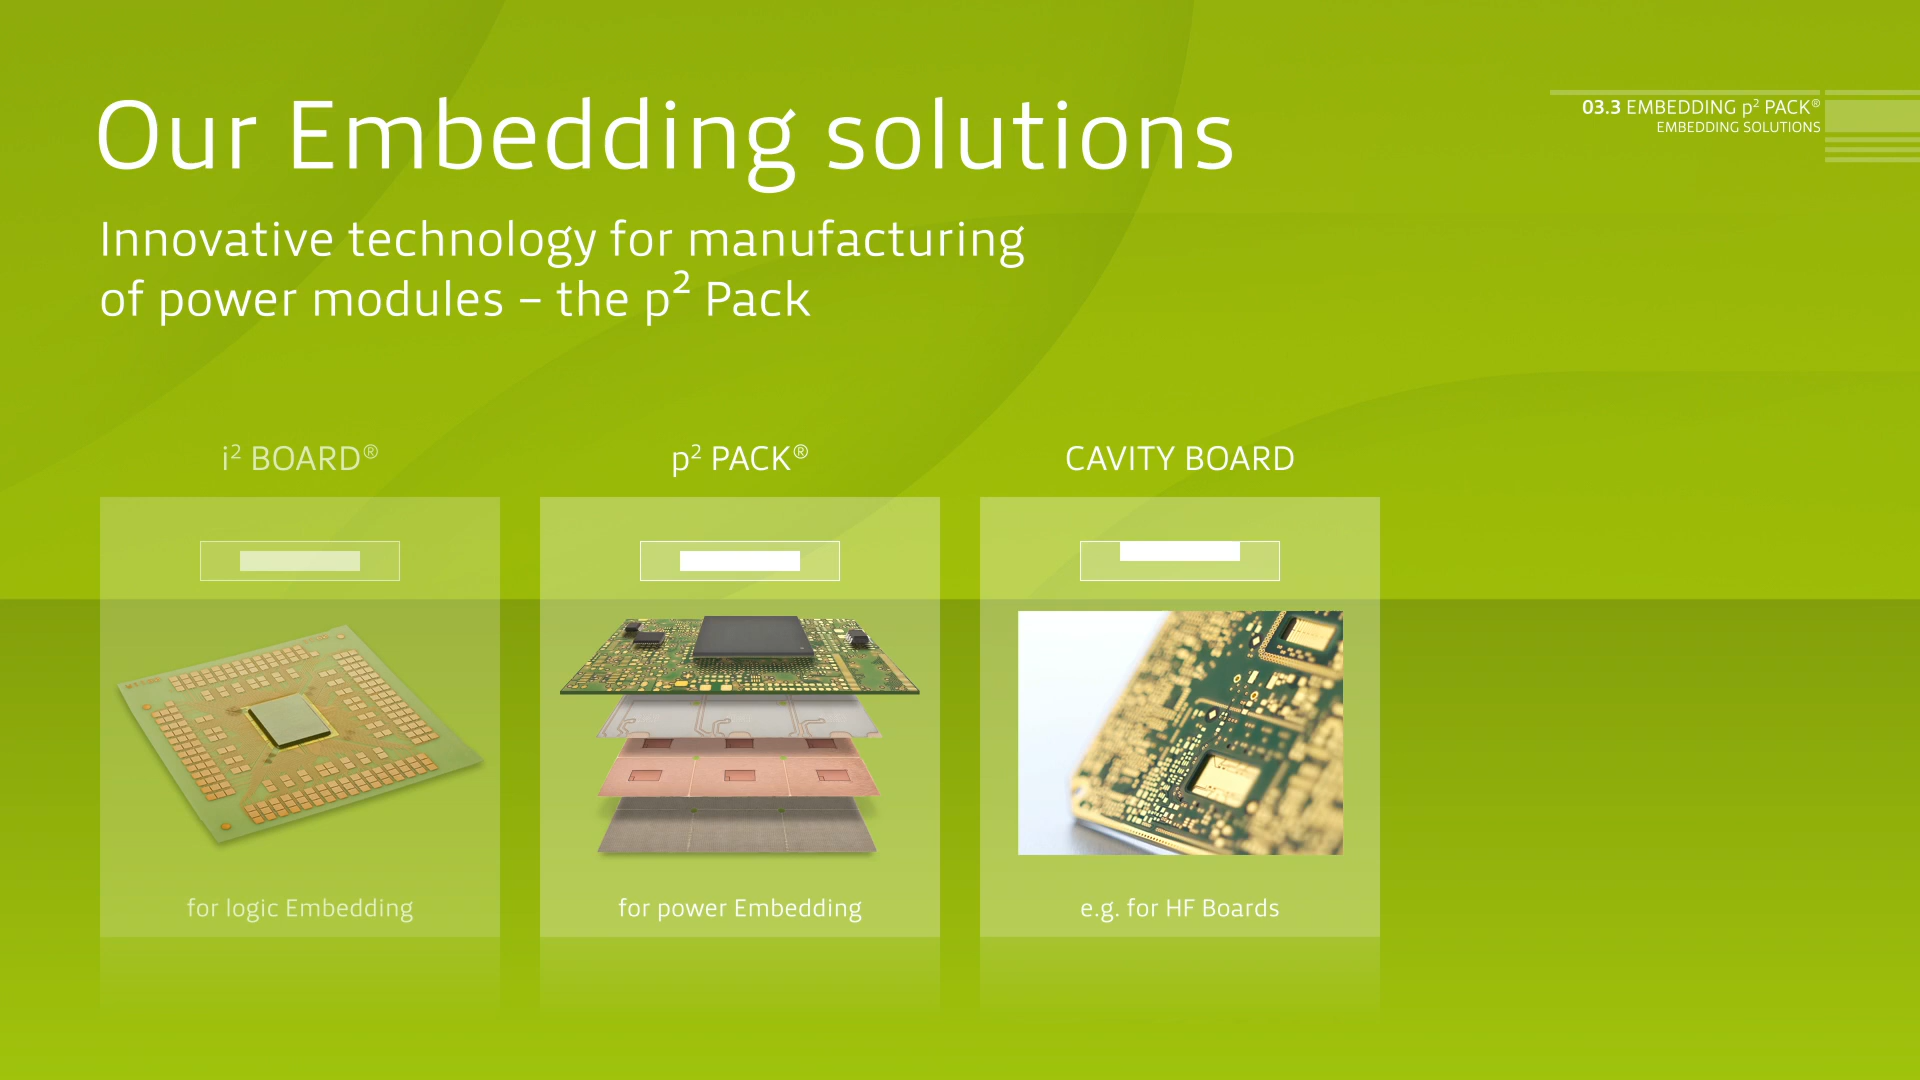 Our Embedding solutions
03.3 EMBEDDING p² PACK®
EMBEDDING SOLUTIONS
Innovative technology for manufacturing
of power modules – the p² Pack
i² BOARD®
p² PACK®
CAVITY BOARD
for logic Embedding
for power Embedding
e.g. for HF Boards